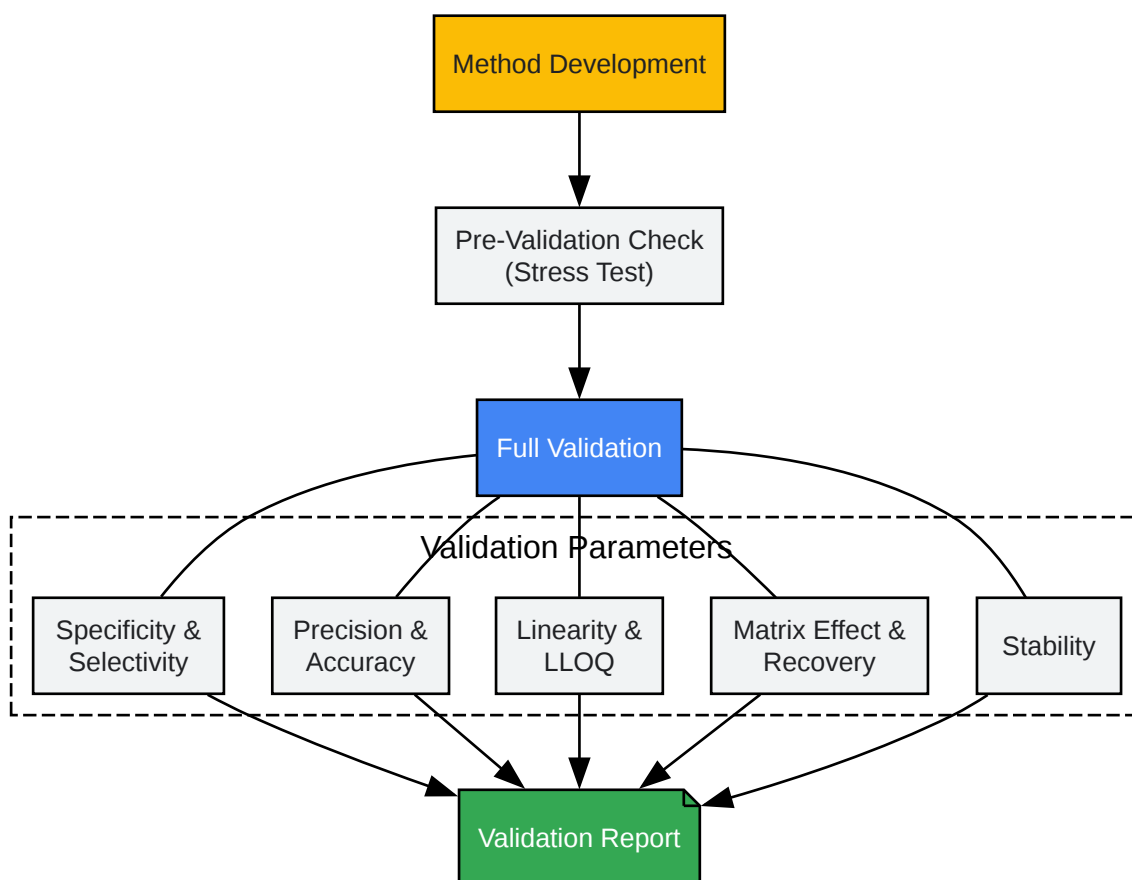 Method Development
Pre-Validation Check
(Stress Test)
Full Validation
Validation Parameters
Specificity &
Selectivity
Precision &
Accuracy
Linearity &
LLOQ
Matrix Effect &
Recovery
Stability
Validation Report